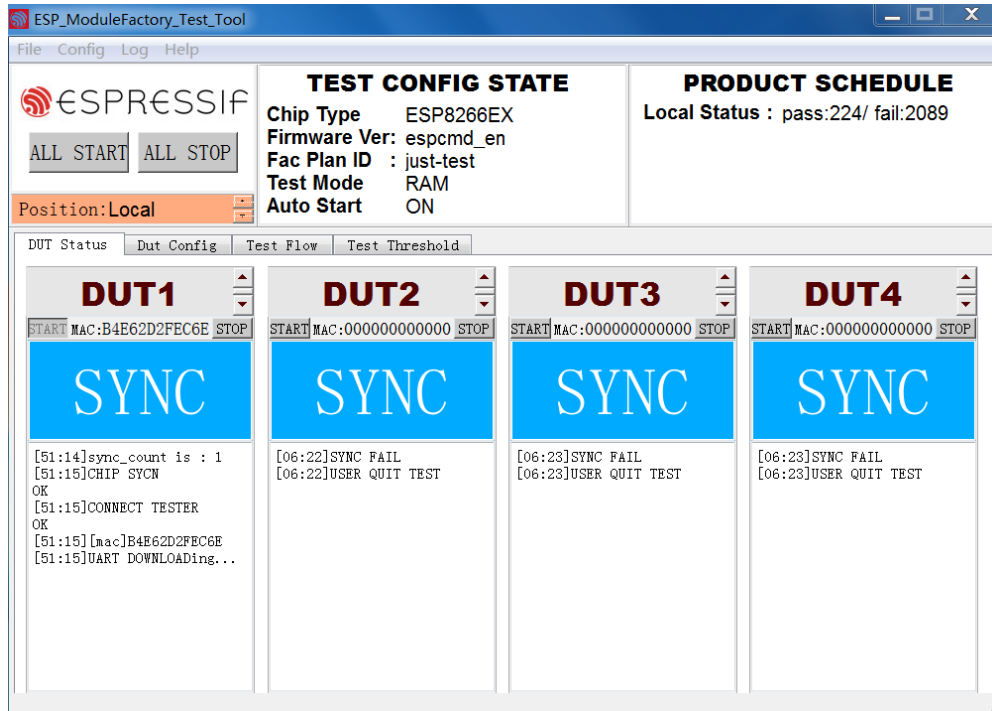 ESP_ModuleFactory_Test_Tool
File Config Log Help
ESPRESSIF
ALL START ALL STOP
Position:Local
TEST CONFIG STATE
Chip Type ESP8266EX
Firmware Ver: espcmd_en
Fac Plan ID : just-test
Test Mode RAM
Auto Start ON
PRODUCT SCHEDULE
Local Status : pass:224/ fail:2089
DUT Status Dut Config Test Flow Test Threshold
DUT1
START MAC:B4E62D2FEC6E STOP
SYNC
[51:14]sync_count is : 1
[51:15]CHIP SYCN
OK
[51:15]CONNECT TESTER
OK
[51:15][mac]B4E62D2FEC6E
[51:15]UART DOWNLOADing...
DUT2
START MAC:000000000000 STOP
SYNC
[06:22]SYNC FAIL
[06:22]USER QUIT TEST
DUT3
START MAC:000000000000 STOP
SYNC
[06:23]SYNC FAIL
[06:23]USER QUIT TEST
DUT4
START MAC:000000000000 STOP
SYNC
[06:23]SYNC FAIL
[06:23]USER QUIT TEST